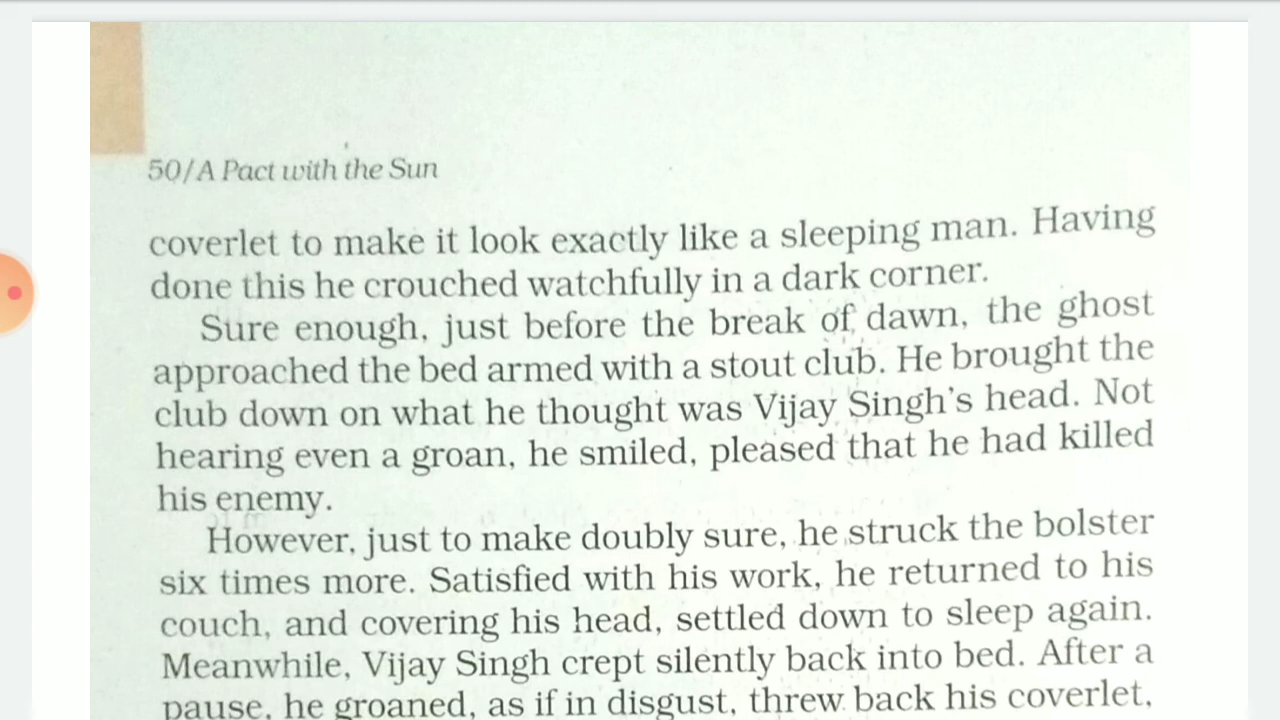 50/A Pact with the Sun
coverlet to make it look exactly like a sleeping man. Having
done this he crouched watchfully in a dark corner.
Sure enough, just before the break of dawn, the ghost
approached the bed armed with a stout club. He brought the
club down on what he thought was Vijay Singh's head. Not
hearing even a groan, he smiled, pleased that he had killed
his enemy.
However, just to make doubly sure, he struck the bolster
six times more. Satisfied with his work, he returned to his
couch, and covering his head, settled down to sleep again.
Meanwhile, Vijay Singh crept silently back into bed. After a
pause, he groaned, as if in disgust, threw back his coverlet,